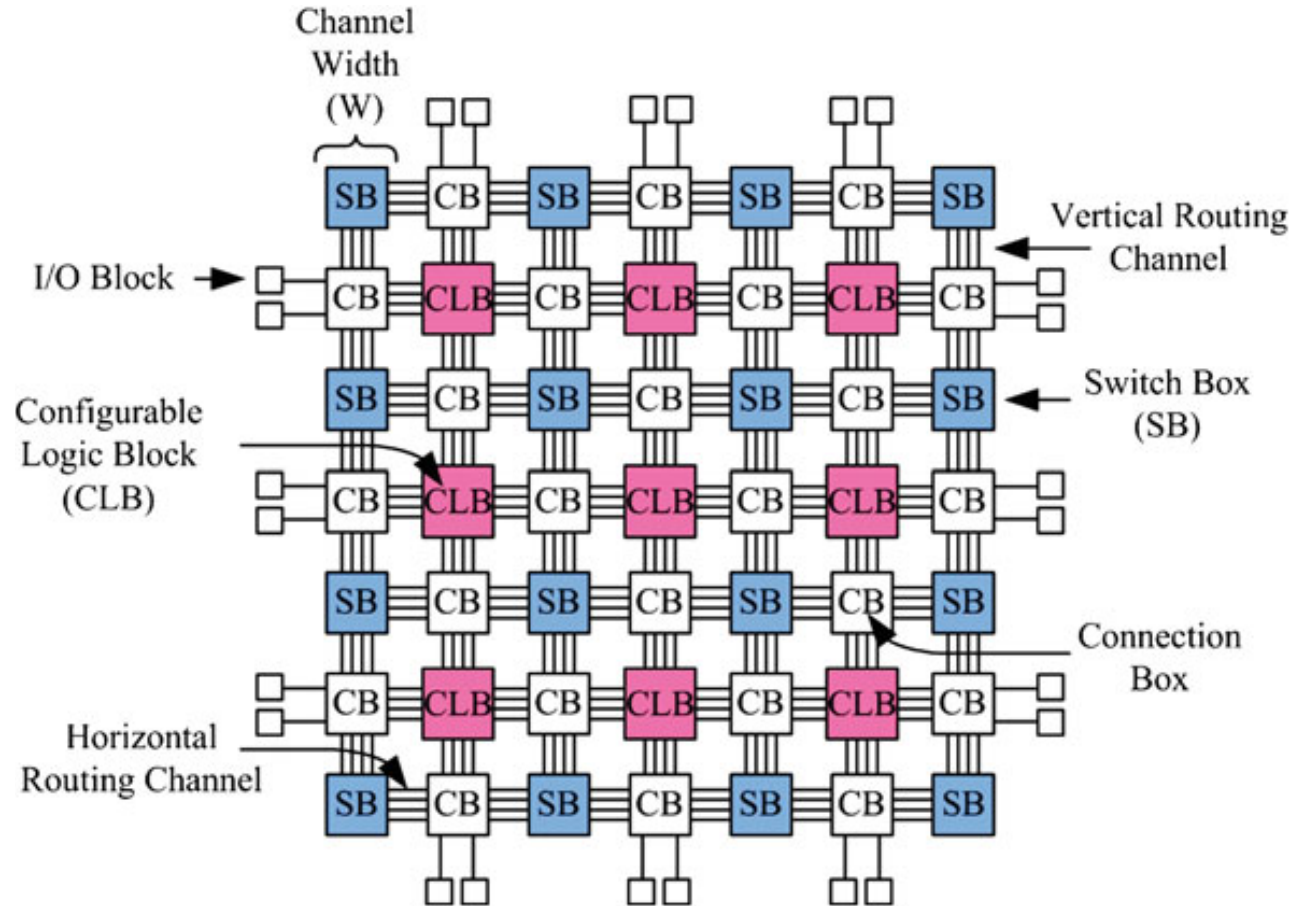 Channel
Width
(W)
SB CB SB CB SB CB SB
Vertical Routing
Channel
I/O Block
CB CLB CB CLB CB CLB CB
SB CB SB CB SB CB SB
Switch Box
(SB)
Configurable
Logic Block
(CLB)
CB CLB CB CLB CB CLB CB
SB CB SB CB SB CB SB
Connection
Box
CB CLB CB CLB CB CLB CB
Horizontal
Routing Channel
SB CB SB CB SB CB SB